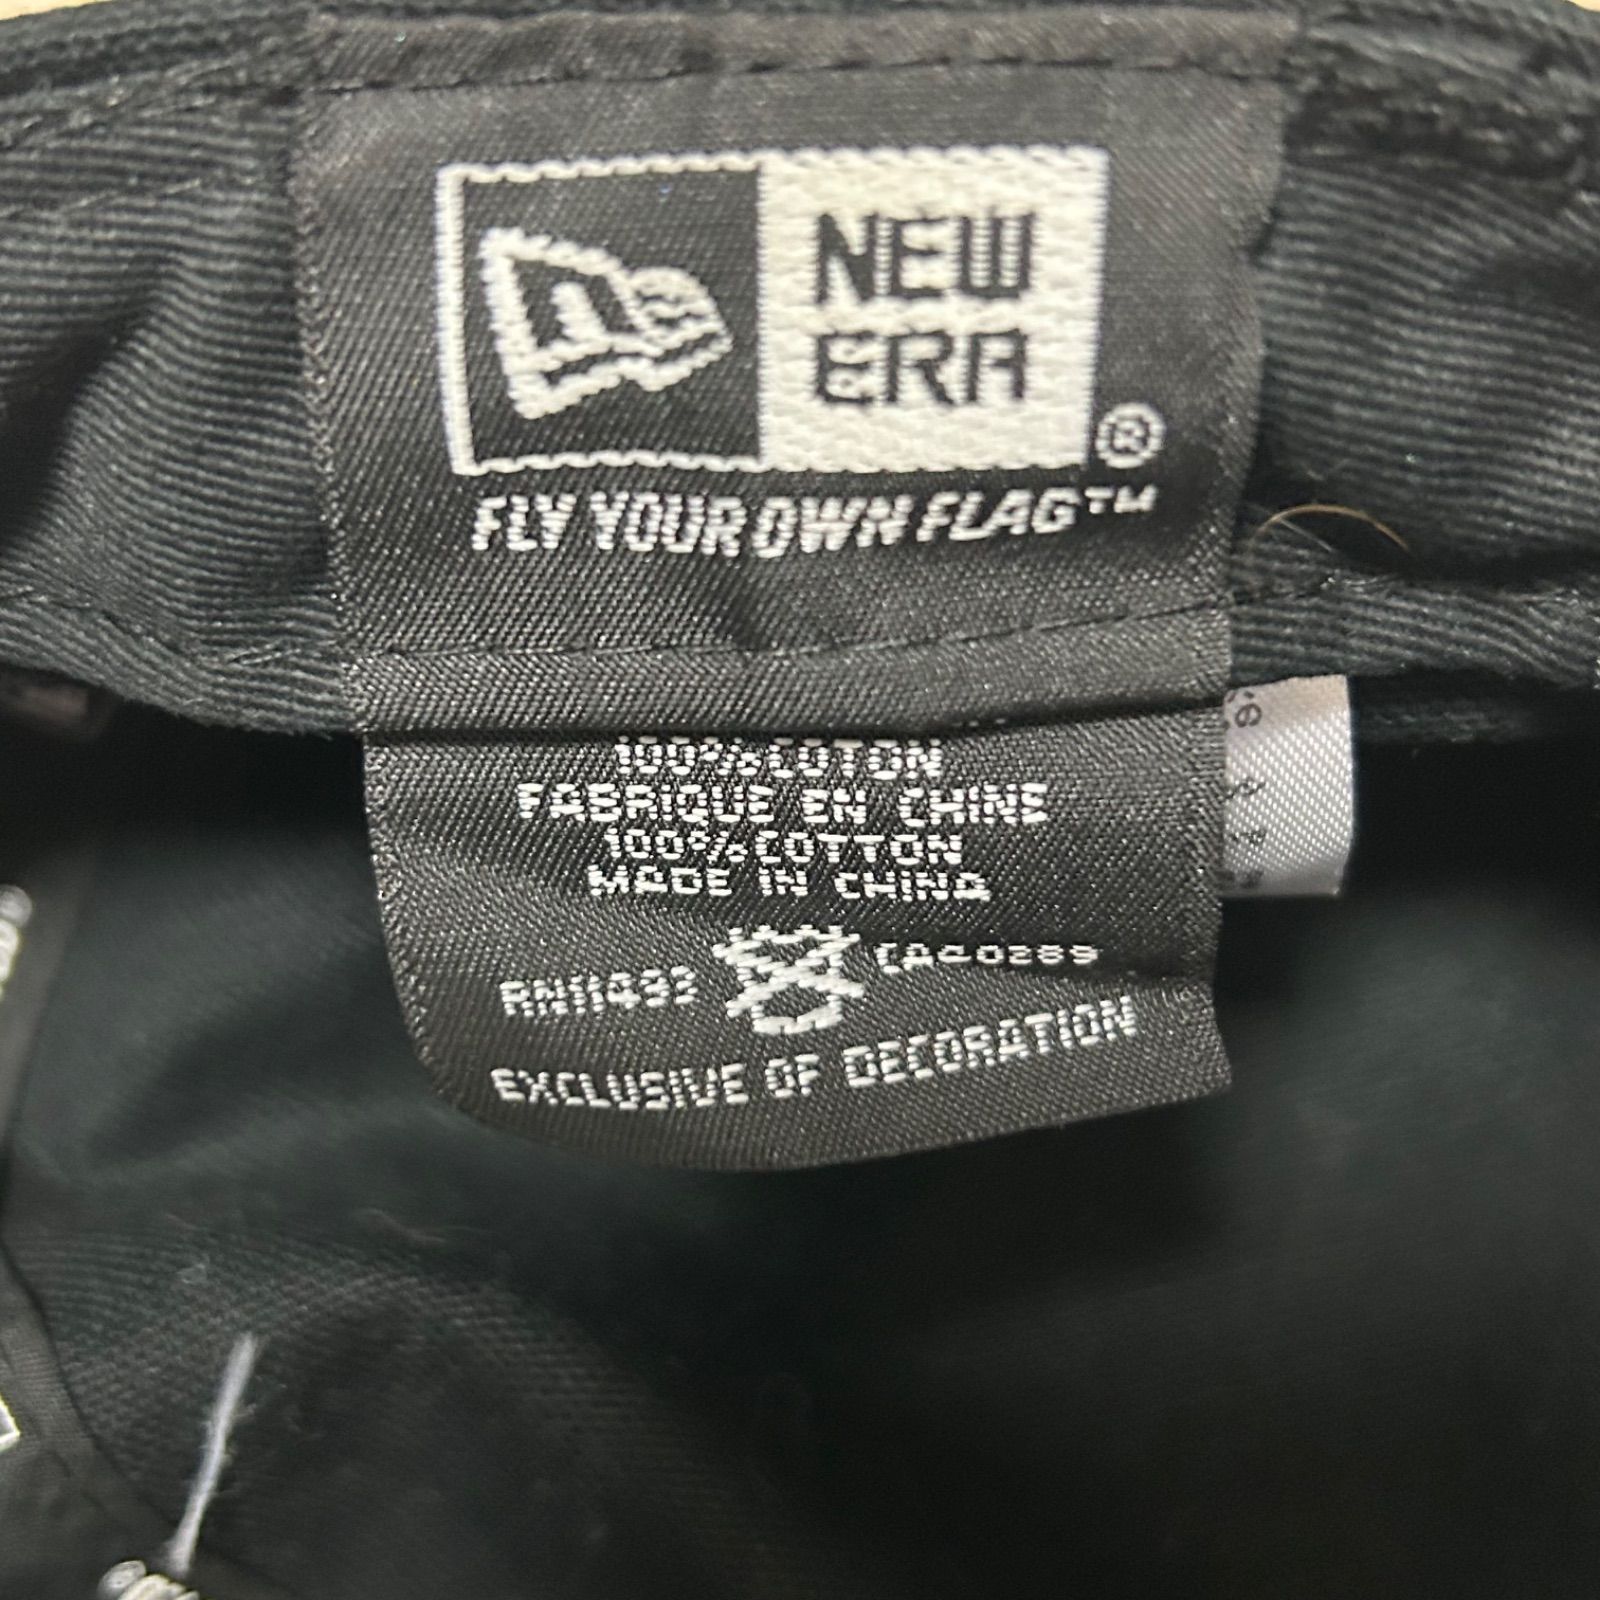 NEW
ERA
®
FLY YOUR OWN FLAG™
100% COTON
FABRIQUE EN CHINE
100% COTTON
MADE IN CHINA
RN11493
CA40269
EXCLUSIVE OF DECORATION